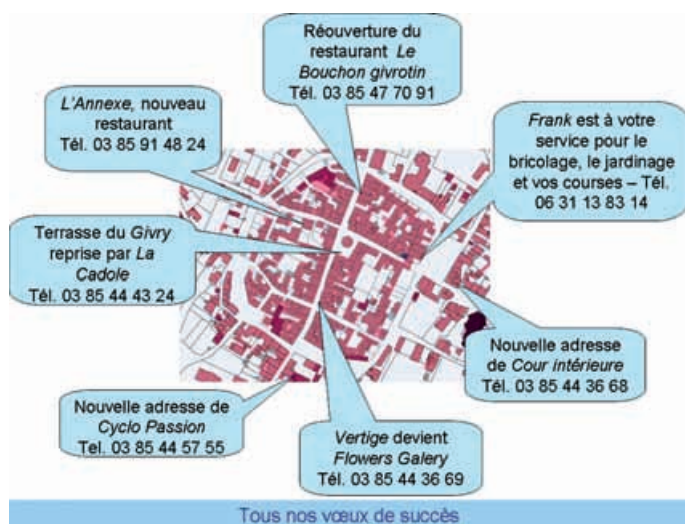 Réouverture du
restaurant Le
Bouchon givrotin
Tél. 03 85 47 70 91
L'Annexe, nouveau
restaurant
Tél. 03 85 91 48 24
Frank est à votre
service pour le
bricolage, le jardinage
et vos courses – Tél.
06 31 13 83 14
Terrasse du Givry
reprise par La
Cadole
Tél. 03 85 44 43 24
Nouvelle adresse
de Cour intérieure
Tél. 03 85 44 36 68
Nouvelle adresse de
Cyclo Passion
Tel. 03 85 44 57 55
Vertige devient
Flowers Galery
Tél. 03 85 44 36 69
Tous nos vœux de succès